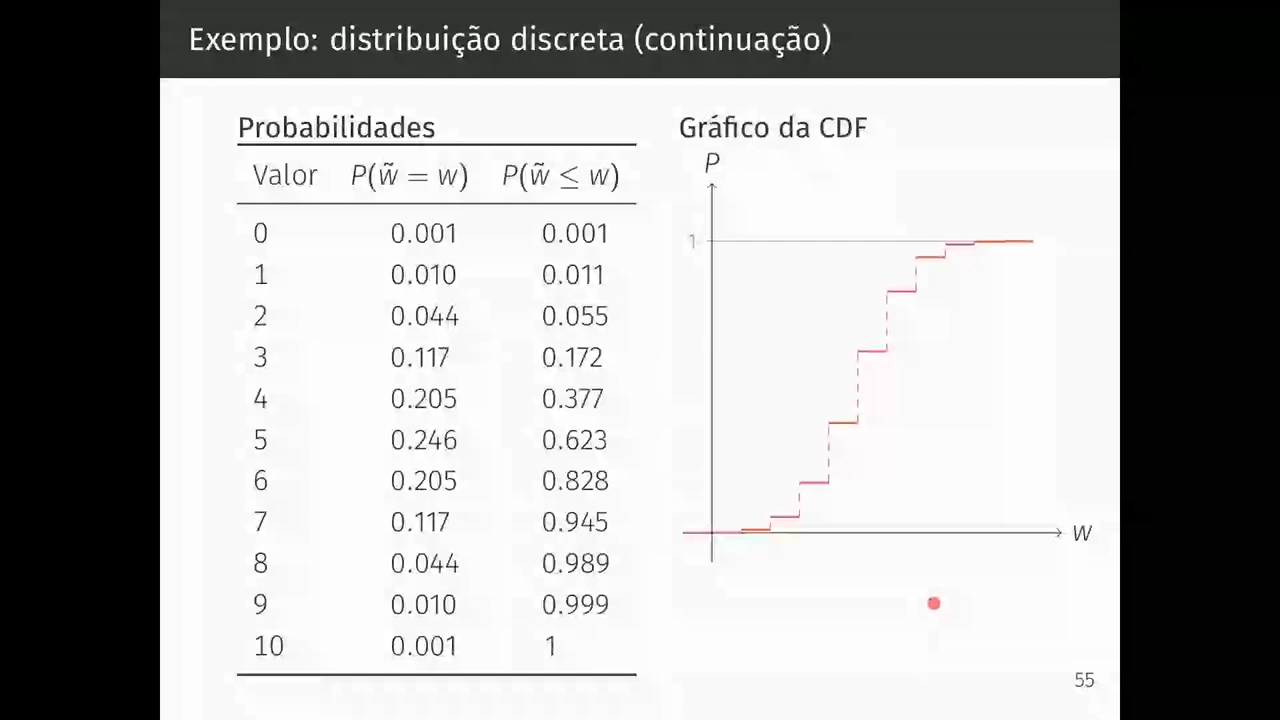 Exemplo: distribuição discreta (continuação)
Probabilidades
Valor P(w̃ = w) P(w̃ ≤ w)
0 0.001 0.001
1 0.010 0.011
2 0.044 0.055
3 0.117 0.172
4 0.205 0.377
5 0.246 0.623
6 0.205 0.828
7 0.117 0.945
8 0.044 0.989
9 0.010 0.999
10 0.001 1
Gráfico da CDF
P
1
w
55